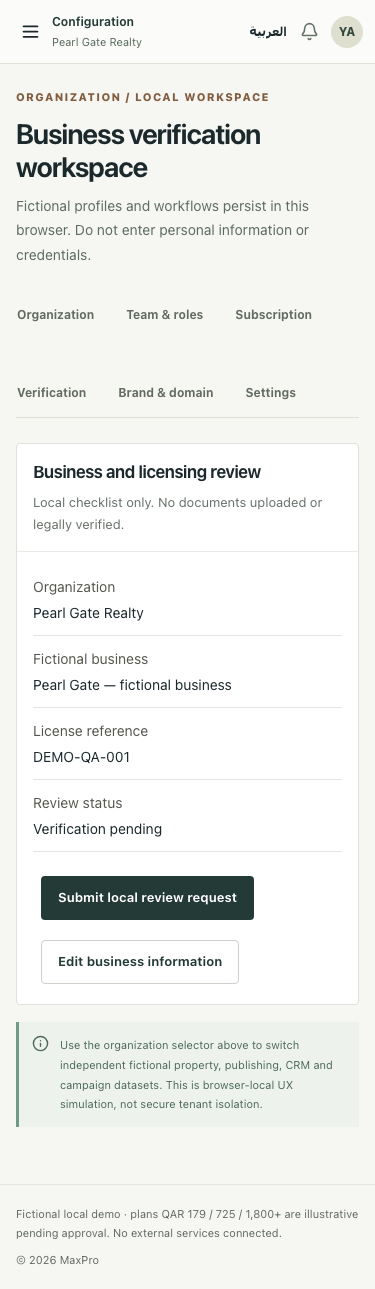 Configuration
Pearl Gate Realty
العربية
YA
ORGANIZATION / LOCAL WORKSPACE
Business verification
workspace
Fictional profiles and workflows persist in this
browser. Do not enter personal information or
credentials.
Organization Team & roles Subscription
Verification Brand & domain Settings
Business and licensing review
Local checklist only. No documents uploaded or
legally verified.
Organization
Pearl Gate Realty
Fictional business
Pearl Gate — fictional business
License reference
DEMO-QA-001
Review status
Verification pending
Submit local review request
Edit business information
Use the organization selector above to switch
independent fictional property, publishing, CRM and
campaign datasets. This is browser-local UX
simulation, not secure tenant isolation.
Fictional local demo · plans QAR 179 / 725 / 1,800+ are illustrative
pending approval. No external services connected.
© 2026 MaxPro